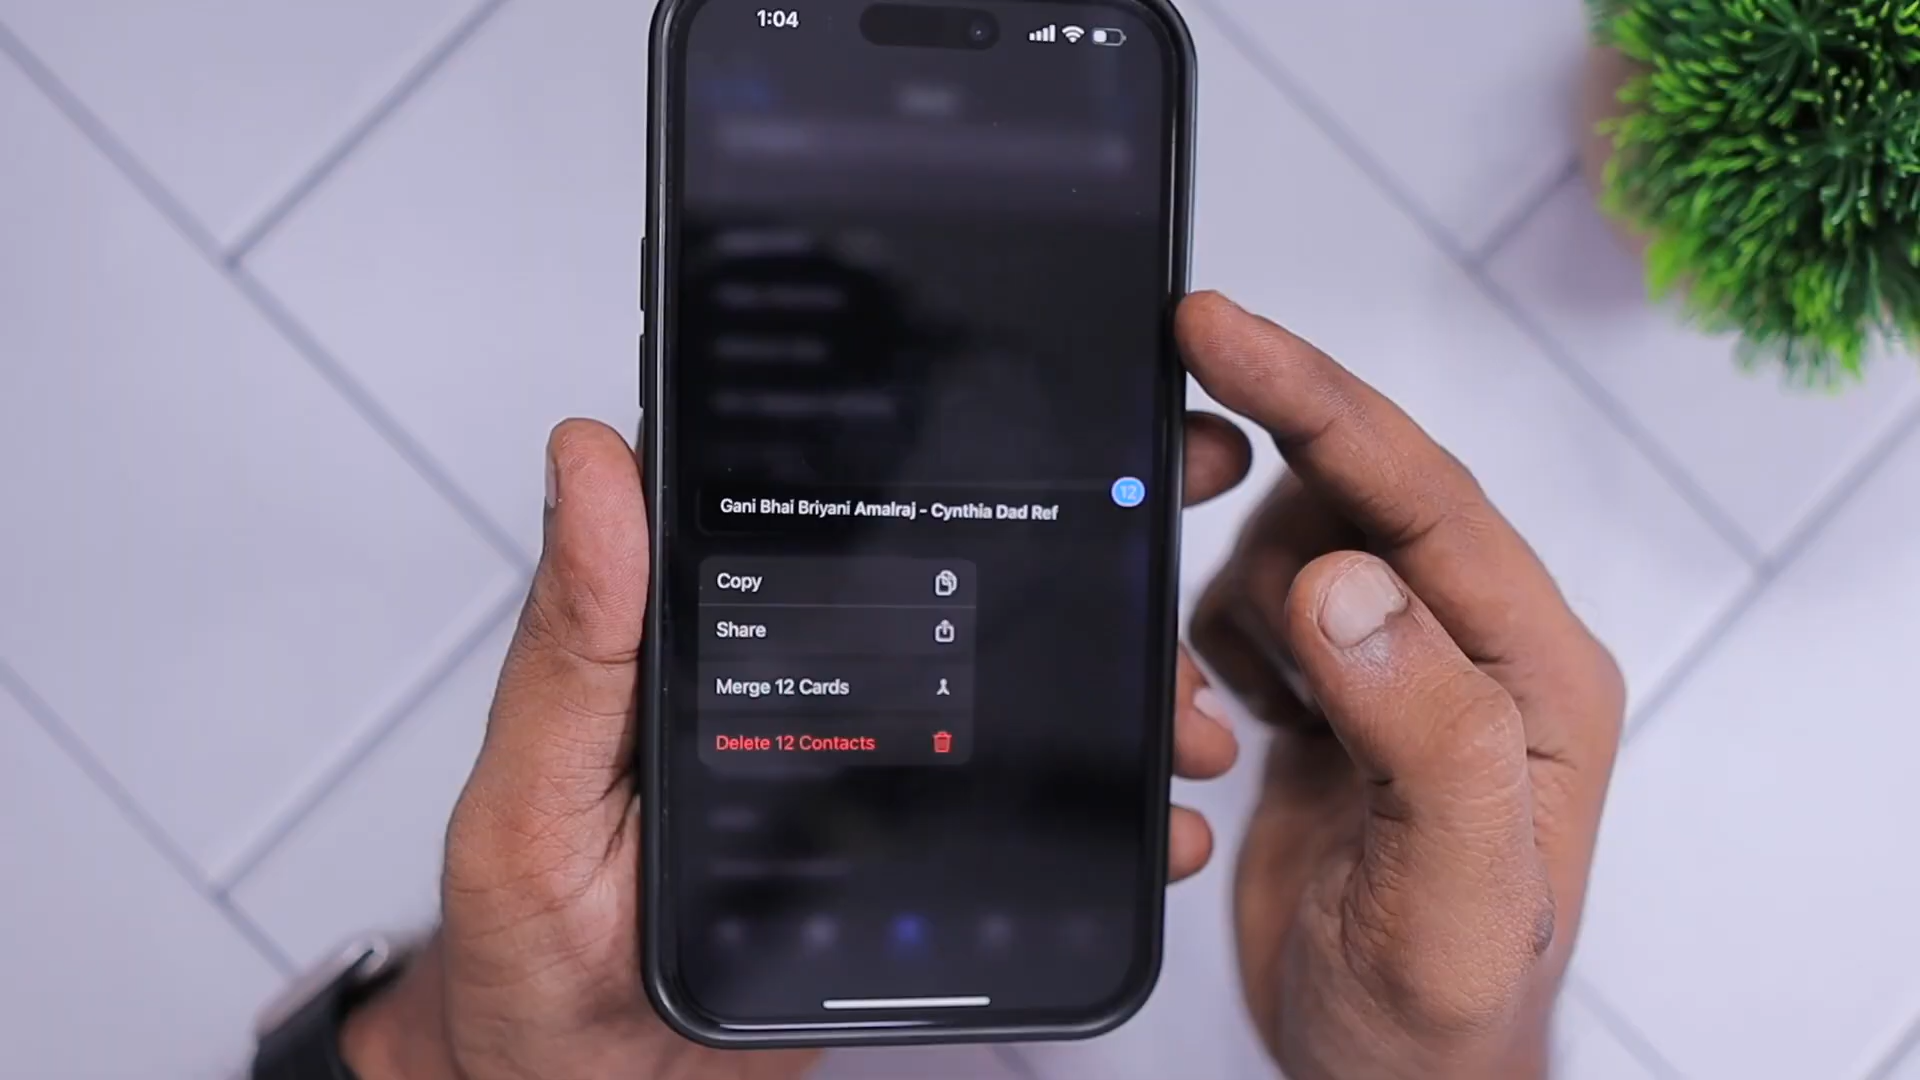 1:04
Gani Bhai Briyani Amalraj - Cynthia Dad Ref
12
Copy
Share
Merge 12 Cards
Delete 12 Contacts